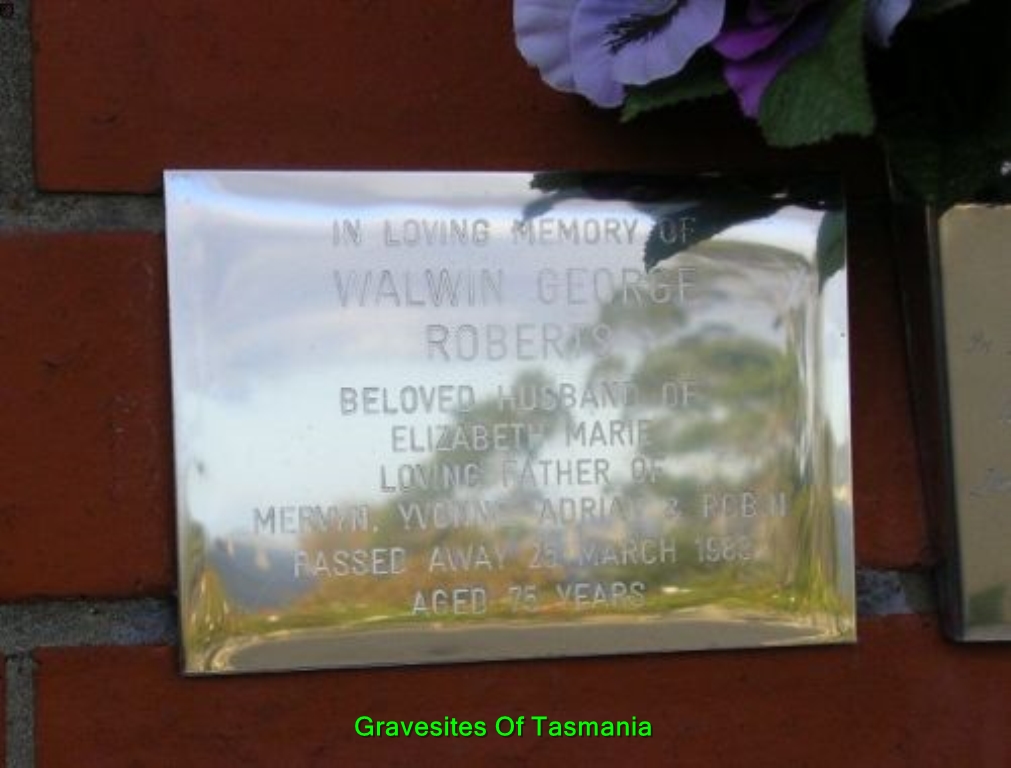 IN LOVING MEMORY OF
WALWIN GEORGE
ROBERTS
BELOVED HUSBAND OF
ELIZABETH MARIE
LOVING FATHER OF
MERVYN, YVONNE ADRIAN & ROBIN
PASSED AWAY 25 MARCH
AGED 75 YEARS
Gravesites Of Tasmania